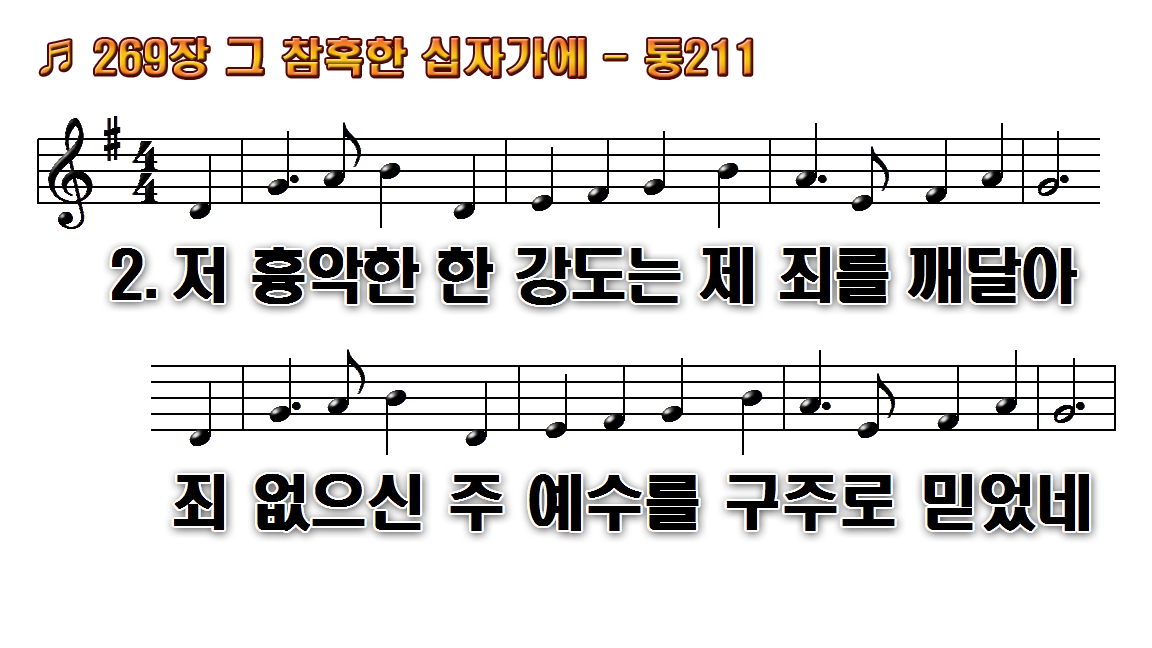 269장 그 참혹한 십자가에 - 통211
4
4
2. 저 흉악한 한 강도는 제 죄를 깨달아
죄 없으신 주 예수를 구주로 믿었네